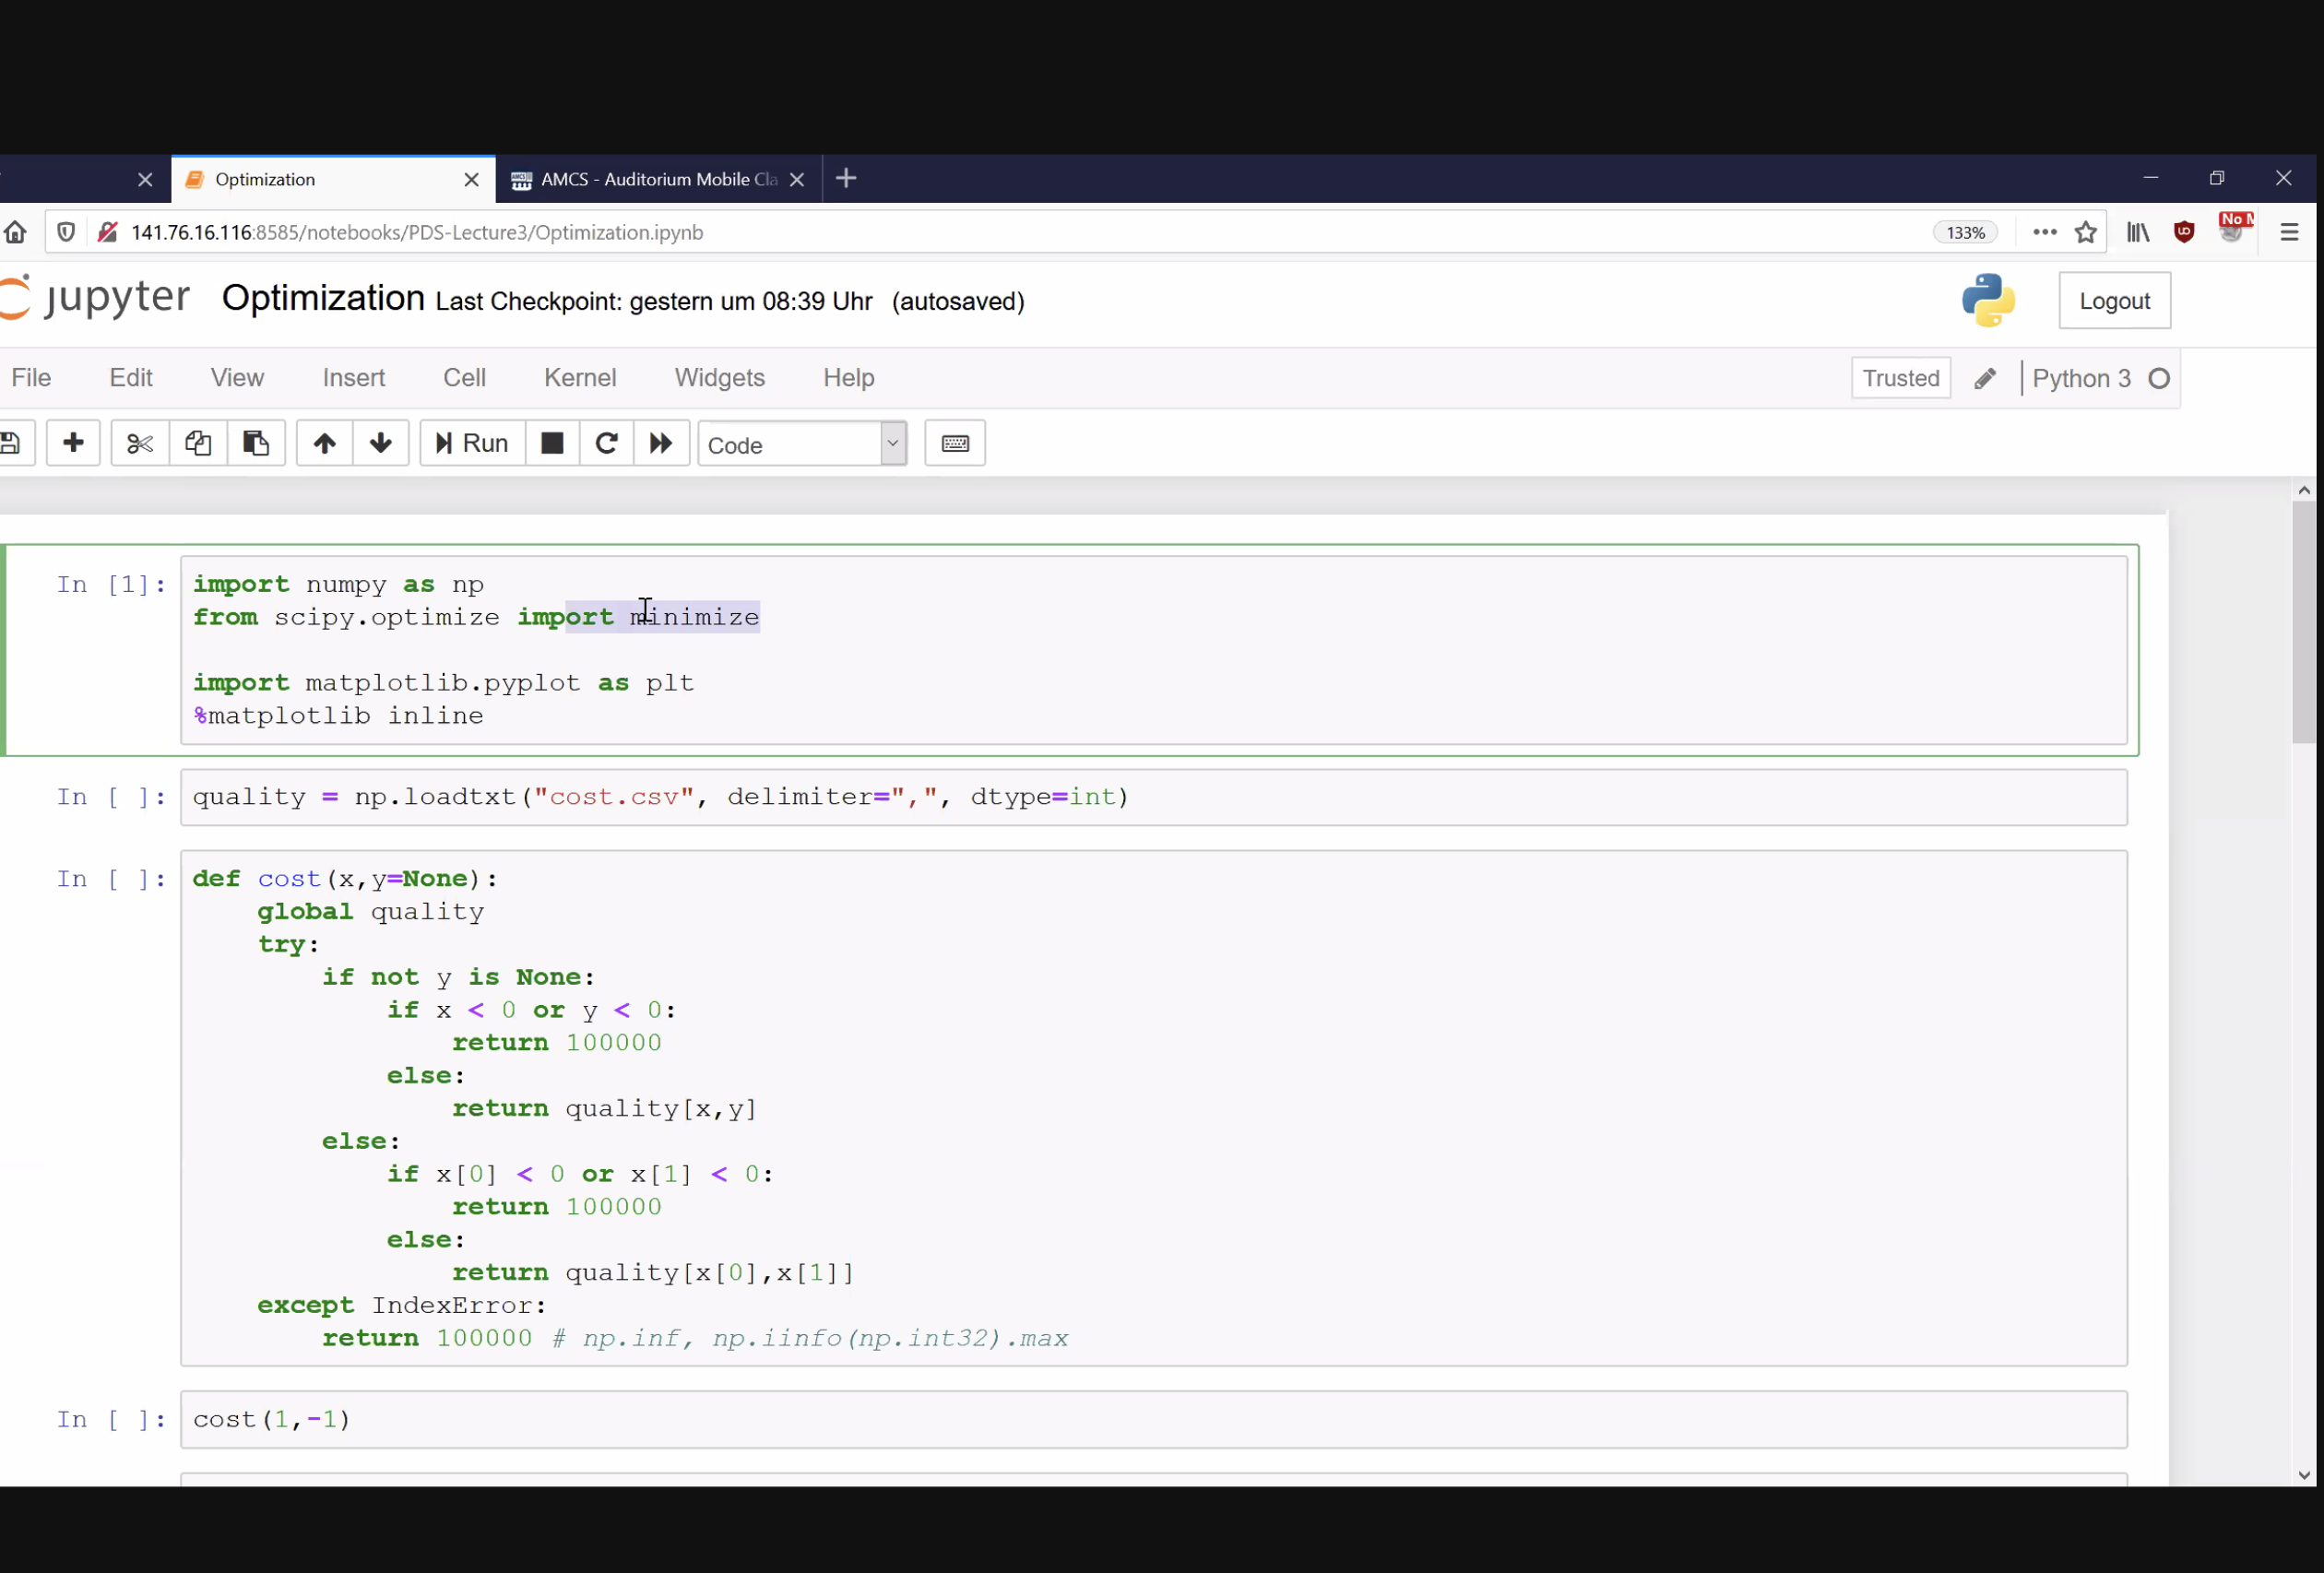 Optimization
AMCS - Auditorium Mobile Cla
141.76.16.116:8585/notebooks/PDS-Lecture3/Optimization.ipynb
133%
No
jupyter Optimization Last Checkpoint: gestern um 08:39 Uhr (autosaved)
Logout
File Edit View Insert Cell Kernel Widgets Help
Trusted Python 3
Run Code
In [1]: import numpy as np
from scipy.optimize import minimize
import matplotlib.pyplot as plt
%matplotlib inline
In [ ]: quality = np.loadtxt("cost.csv", delimiter=",", dtype=int)
In [ ]: def cost(x,y=None):
    global quality
    try:
        if not y is None:
            if x < 0 or y < 0:
                return 100000
            else:
                return quality[x,y]
        else:
            if x[0] < 0 or x[1] < 0:
                return 100000
            else:
                return quality[x[0],x[1]]
    except IndexError:
        return 100000 # np.inf, np.iinfo(np.int32).max
In [ ]: cost(1,-1)